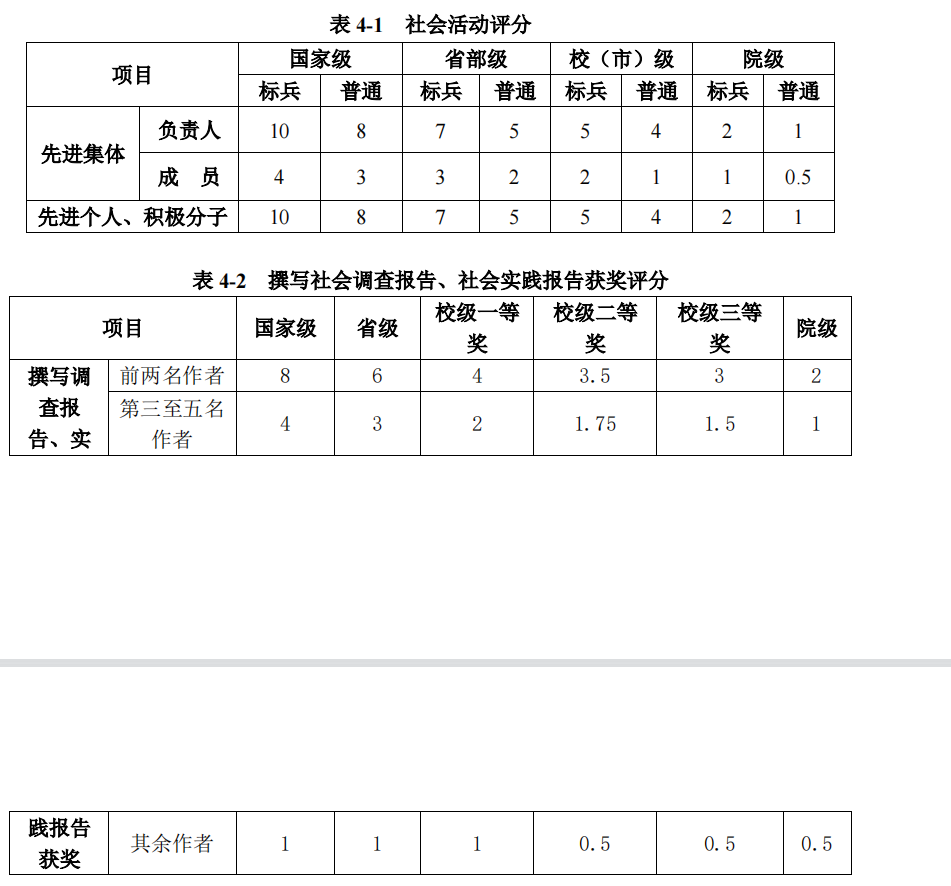 表 4-1 社会活动评分
项目 国家级 省部级 校（市）级 院级
标兵 普通 标兵 普通 标兵 普通 标兵 普通
先进集体 负责人 10 8 7 5 5 4 2 1
成 员 4 3 3 2 2 1 1 0.5
先进个人、积极分子 10 8 7 5 5 4 2 1
表 4-2 撰写社会调查报告、社会实践报告获奖评分
项目 国家级 省级 校级一等奖 校级二等奖 校级三等奖 院级
撰写调查报告、实 前两名作者 8 6 4 3.5 3 2
第三至五名作者 4 3 2 1.75 1.5 1
践报告获奖 其余作者 1 1 1 0.5 0.5 0.5